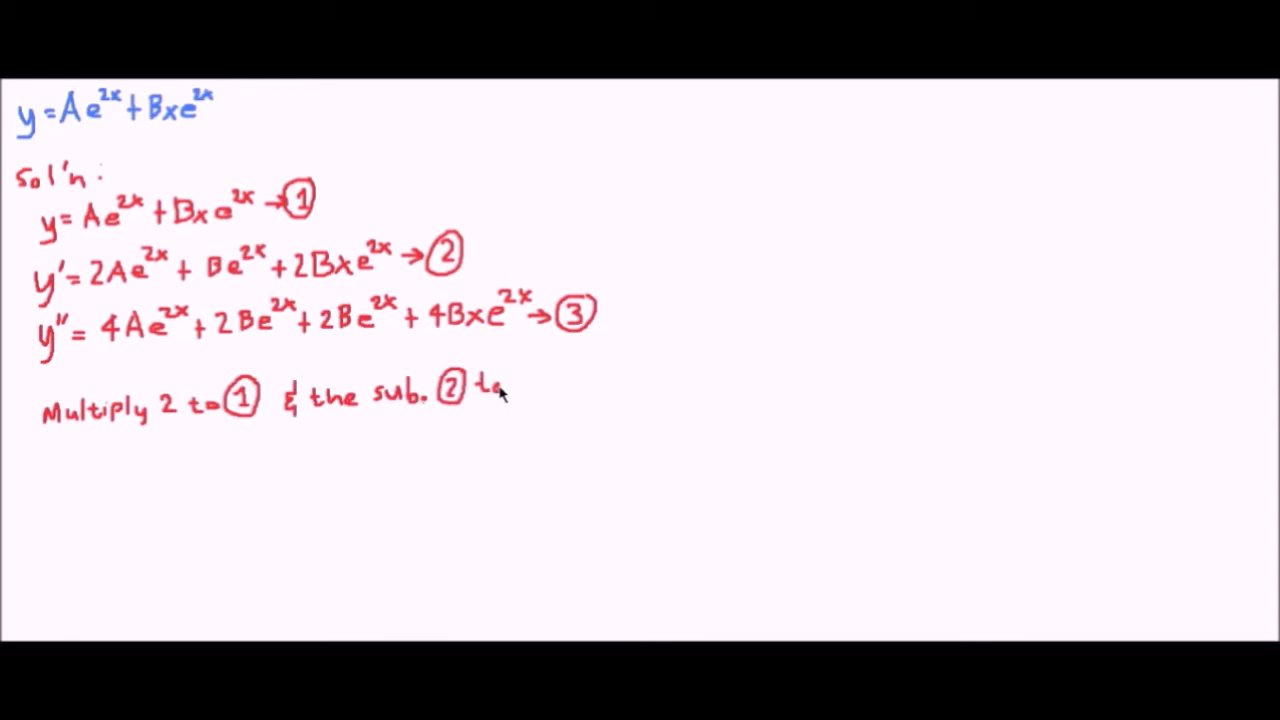 y = Ae^{2x} + Bxe^{2x}
Sol'n :
y = Ae^{2x} + Bxe^{2x} → ①
y' = 2Ae^{2x} + Be^{2x} + 2Bxe^{2x} → ②
y" = 4Ae^{2x} + 2Be^{2x} + 2Be^{2x} + 4Bxe^{2x} → ③
Multiply 2 to ① & the sub. ② to